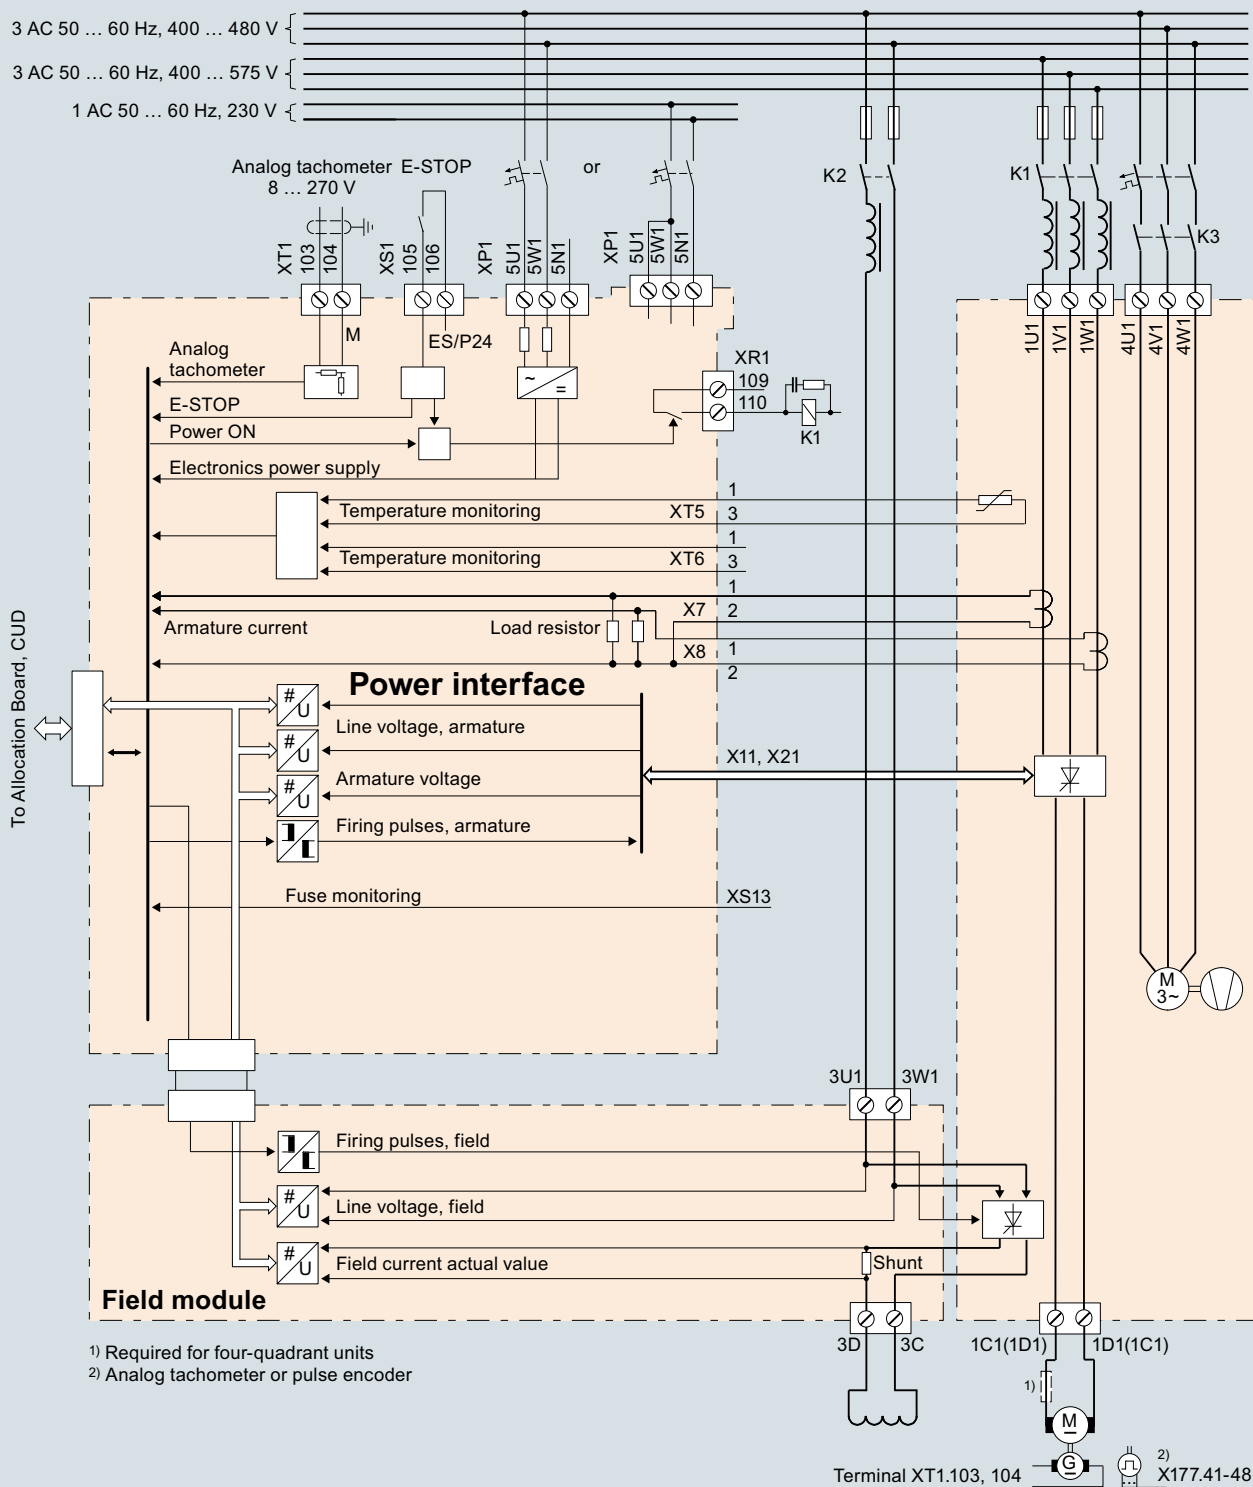 3 AC 50 … 60 Hz, 400 … 480 V
3 AC 50 … 60 Hz, 400 … 575 V
1 AC 50 … 60 Hz, 230 V
Analog tachometer
8 … 270 V
E-STOP
or
K2
K1
K3
XT1
103
104
XS1
105
106
XP1
5U1
5W1
5N1
XP1
5U1
5W1
5N1
M
ES/P24
1U1
1V1
1W1
4U1
4V1
4W1
Analog
tachometer
E-STOP
Power ON
Electronics power supply
~
=
XR1
109
110
K1
Temperature monitoring
XT5
1
3
Temperature monitoring
XT6
1
3
Armature current
Load resistor
X7
1
2
X8
1
2
Power interface
#
U
Line voltage, armature
#
U
Armature voltage
#
U
Firing pulses, armature
X11, X21
To Allocation Board, CUD
Fuse monitoring
XS13
M
3~
3U1
3W1
Firing pulses, field
#
U
Line voltage, field
#
U
Field current actual value
Shunt
Field module
3D
3C
1C1(1D1)
1D1(1C1)
1) Required for four-quadrant units
2) Analog tachometer or pulse encoder
1)
M
G
2)
Terminal XT1.103, 104
X177.41-48